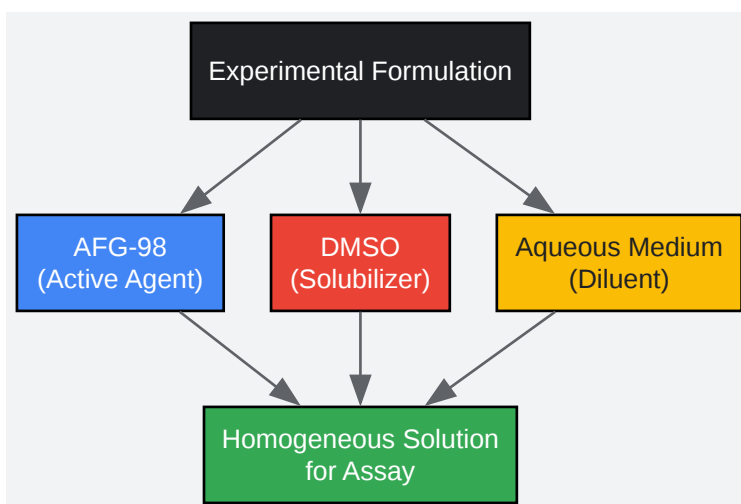 Experimental Formulation
AFG-98
(Active Agent)
DMSO
(Solubilizer)
Aqueous Medium
(Diluent)
Homogeneous Solution
for Assay